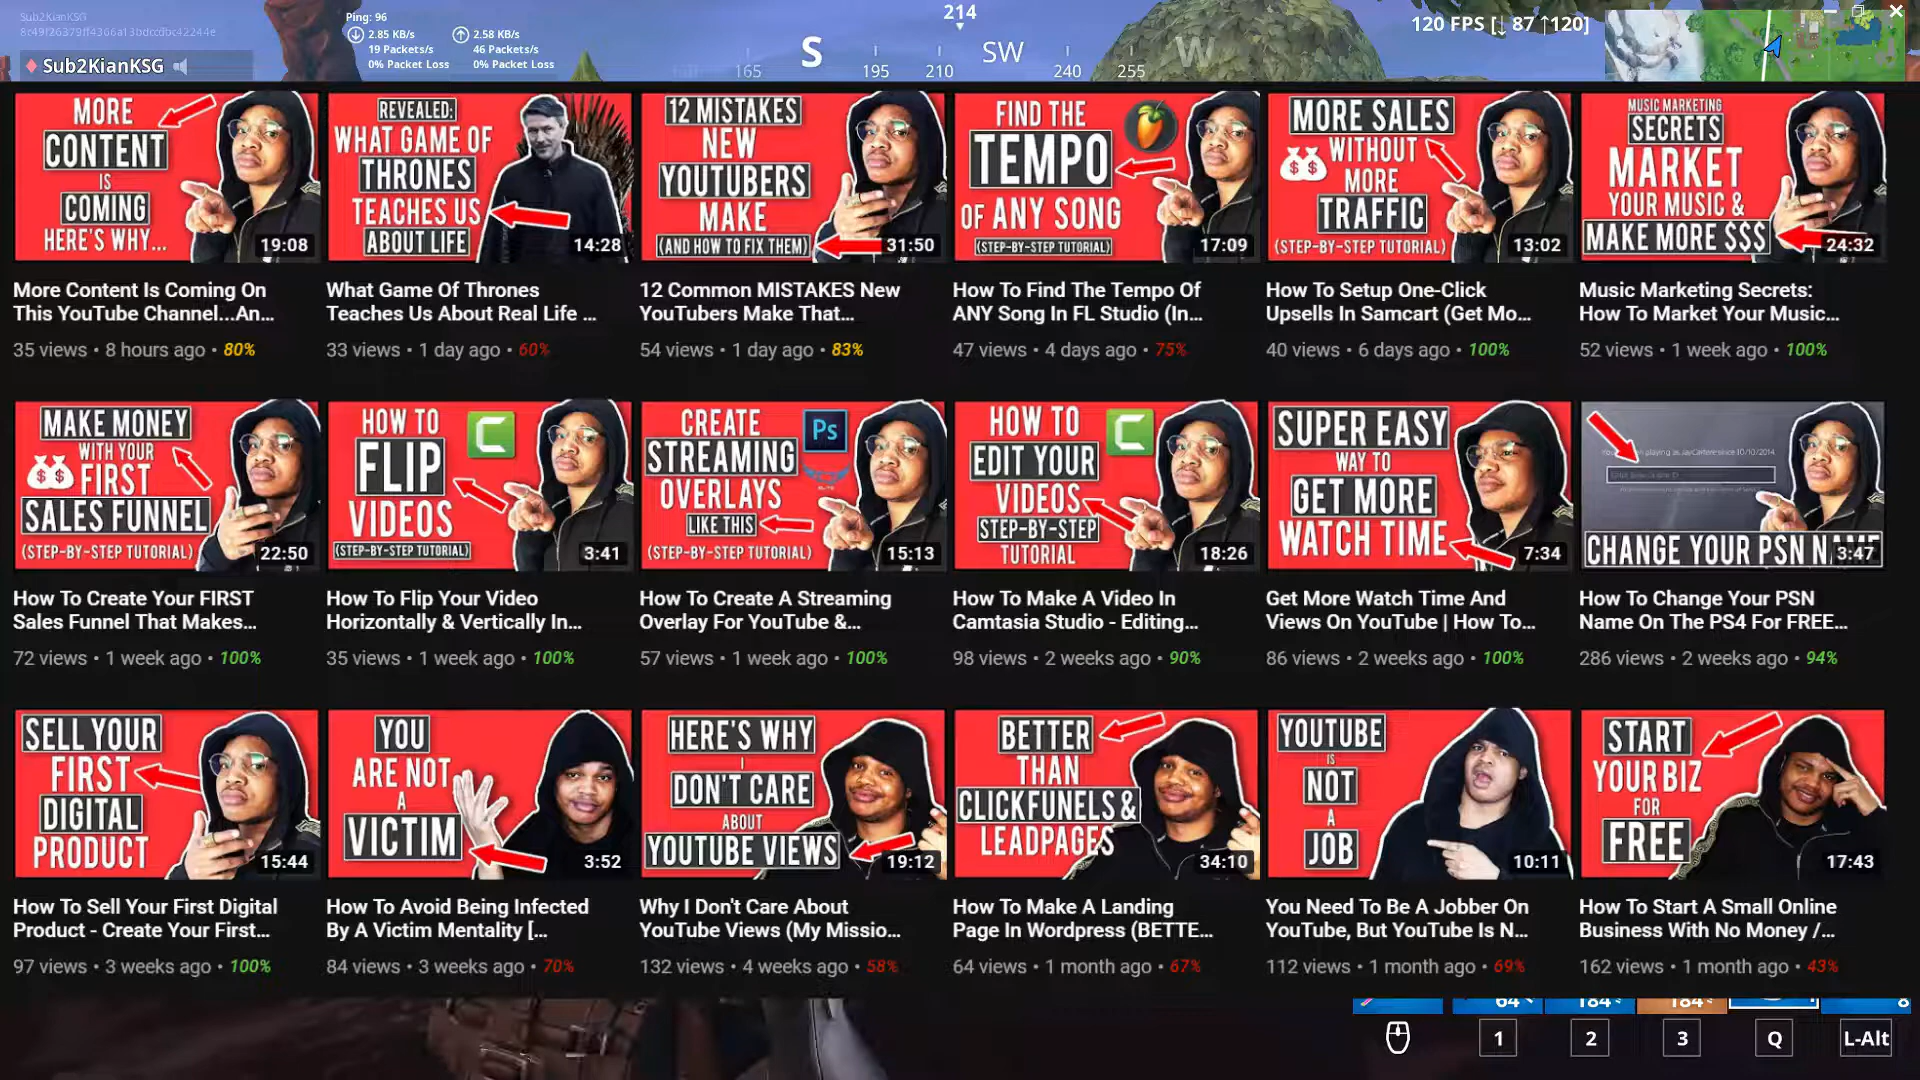 Sub2KianKSG
Sub2KianKSG
Ping: 96
2.85 KB/s
2.58 KB/s
19 Packets/s
46 Packets/s
0% Packet Loss
0% Packet Loss
214
S
SW
W
165
195
210
240
255
120 FPS [↓ 87 ↑120]
MORE
CONTENT
IS
COMING
HERE'S WHY...
19:08
REVEALED:
WHAT GAME OF
THRONES
TEACHES US
ABOUT LIFE
14:28
12 MISTAKES
NEW
YOUTUBERS
MAKE
(AND HOW TO FIX THEM)
31:50
FIND THE
TEMPO
OF ANY SONG
(STEP-BY-STEP TUTORIAL)
17:09
MORE SALES
WITHOUT
MORE
TRAFFIC
(STEP-BY-STEP TUTORIAL)
13:02
MUSIC MARKETING
SECRETS
MARKET
YOUR MUSIC &
MAKE MORE $$$
24:32
More Content Is Coming On
This YouTube Channel...An...
35 views • 8 hours ago • 80%
What Game Of Thrones
Teaches Us About Real Life ...
33 views • 1 day ago • 60%
12 Common MISTAKES New
YouTubers Make That...
54 views • 1 day ago • 83%
How To Find The Tempo Of
ANY Song In FL Studio (In...
47 views • 4 days ago • 75%
How To Setup One-Click
Upsells In Samcart (Get Mo...
40 views • 6 days ago • 100%
Music Marketing Secrets:
How To Market Your Music...
52 views • 1 week ago • 100%
MAKE MONEY
WITH YOUR
FIRST
SALES FUNNEL
(STEP-BY-STEP TUTORIAL)
22:50
HOW TO
FLIP
VIDEOS
(STEP-BY-STEP TUTORIAL)
3:41
CREATE
STREAMING
OVERLAYS
LIKE THIS
(STEP-BY-STEP TUTORIAL)
Ps
15:13
HOW TO
EDIT YOUR
VIDEOS
STEP-BY-STEP
TUTORIAL
18:26
SUPER EASY
WAY TO
GET MORE
WATCH TIME
7:34
playing as JayCartere since 10/10/2014
CHANGE YOUR PSN NAME
3:47
How To Create Your FIRST
Sales Funnel That Makes...
72 views • 1 week ago • 100%
How To Flip Your Video
Horizontally & Vertically In...
35 views • 1 week ago • 100%
How To Create A Streaming
Overlay For YouTube &...
57 views • 1 week ago • 100%
How To Make A Video In
Camtasia Studio - Editing...
98 views • 2 weeks ago • 90%
Get More Watch Time And
Views On YouTube | How To...
86 views • 2 weeks ago • 100%
How To Change Your PSN
Name On The PS4 For FREE...
286 views • 2 weeks ago • 94%
SELL YOUR
FIRST
DIGITAL
PRODUCT
15:44
YOU
ARE NOT
A
VICTIM
3:52
HERE'S WHY
I
DON'T CARE
ABOUT
YOUTUBE VIEWS
19:12
BETTER
THAN
CLICKFUNELS &
LEADPAGES
34:10
YOUTUBE
IS
NOT
A
JOB
10:11
START
YOUR BIZ
FOR
FREE
17:43
How To Sell Your First Digital
Product - Create Your First...
97 views • 3 weeks ago • 100%
How To Avoid Being Infected
By A Victim Mentality [...
84 views • 3 weeks ago • 70%
Why I Don't Care About
YouTube Views (My Missio...
132 views • 4 weeks ago • 58%
How To Make A Landing
Page In Wordpress (BETTE...
64 views • 1 month ago • 67%
You Need To Be A Jobber On
YouTube, But YouTube Is N...
112 views • 1 month ago • 69%
How To Start A Small Online
Business With No Money /...
162 views • 1 month ago • 43%
64
184
184
8
1
2
3
Q
L-Alt